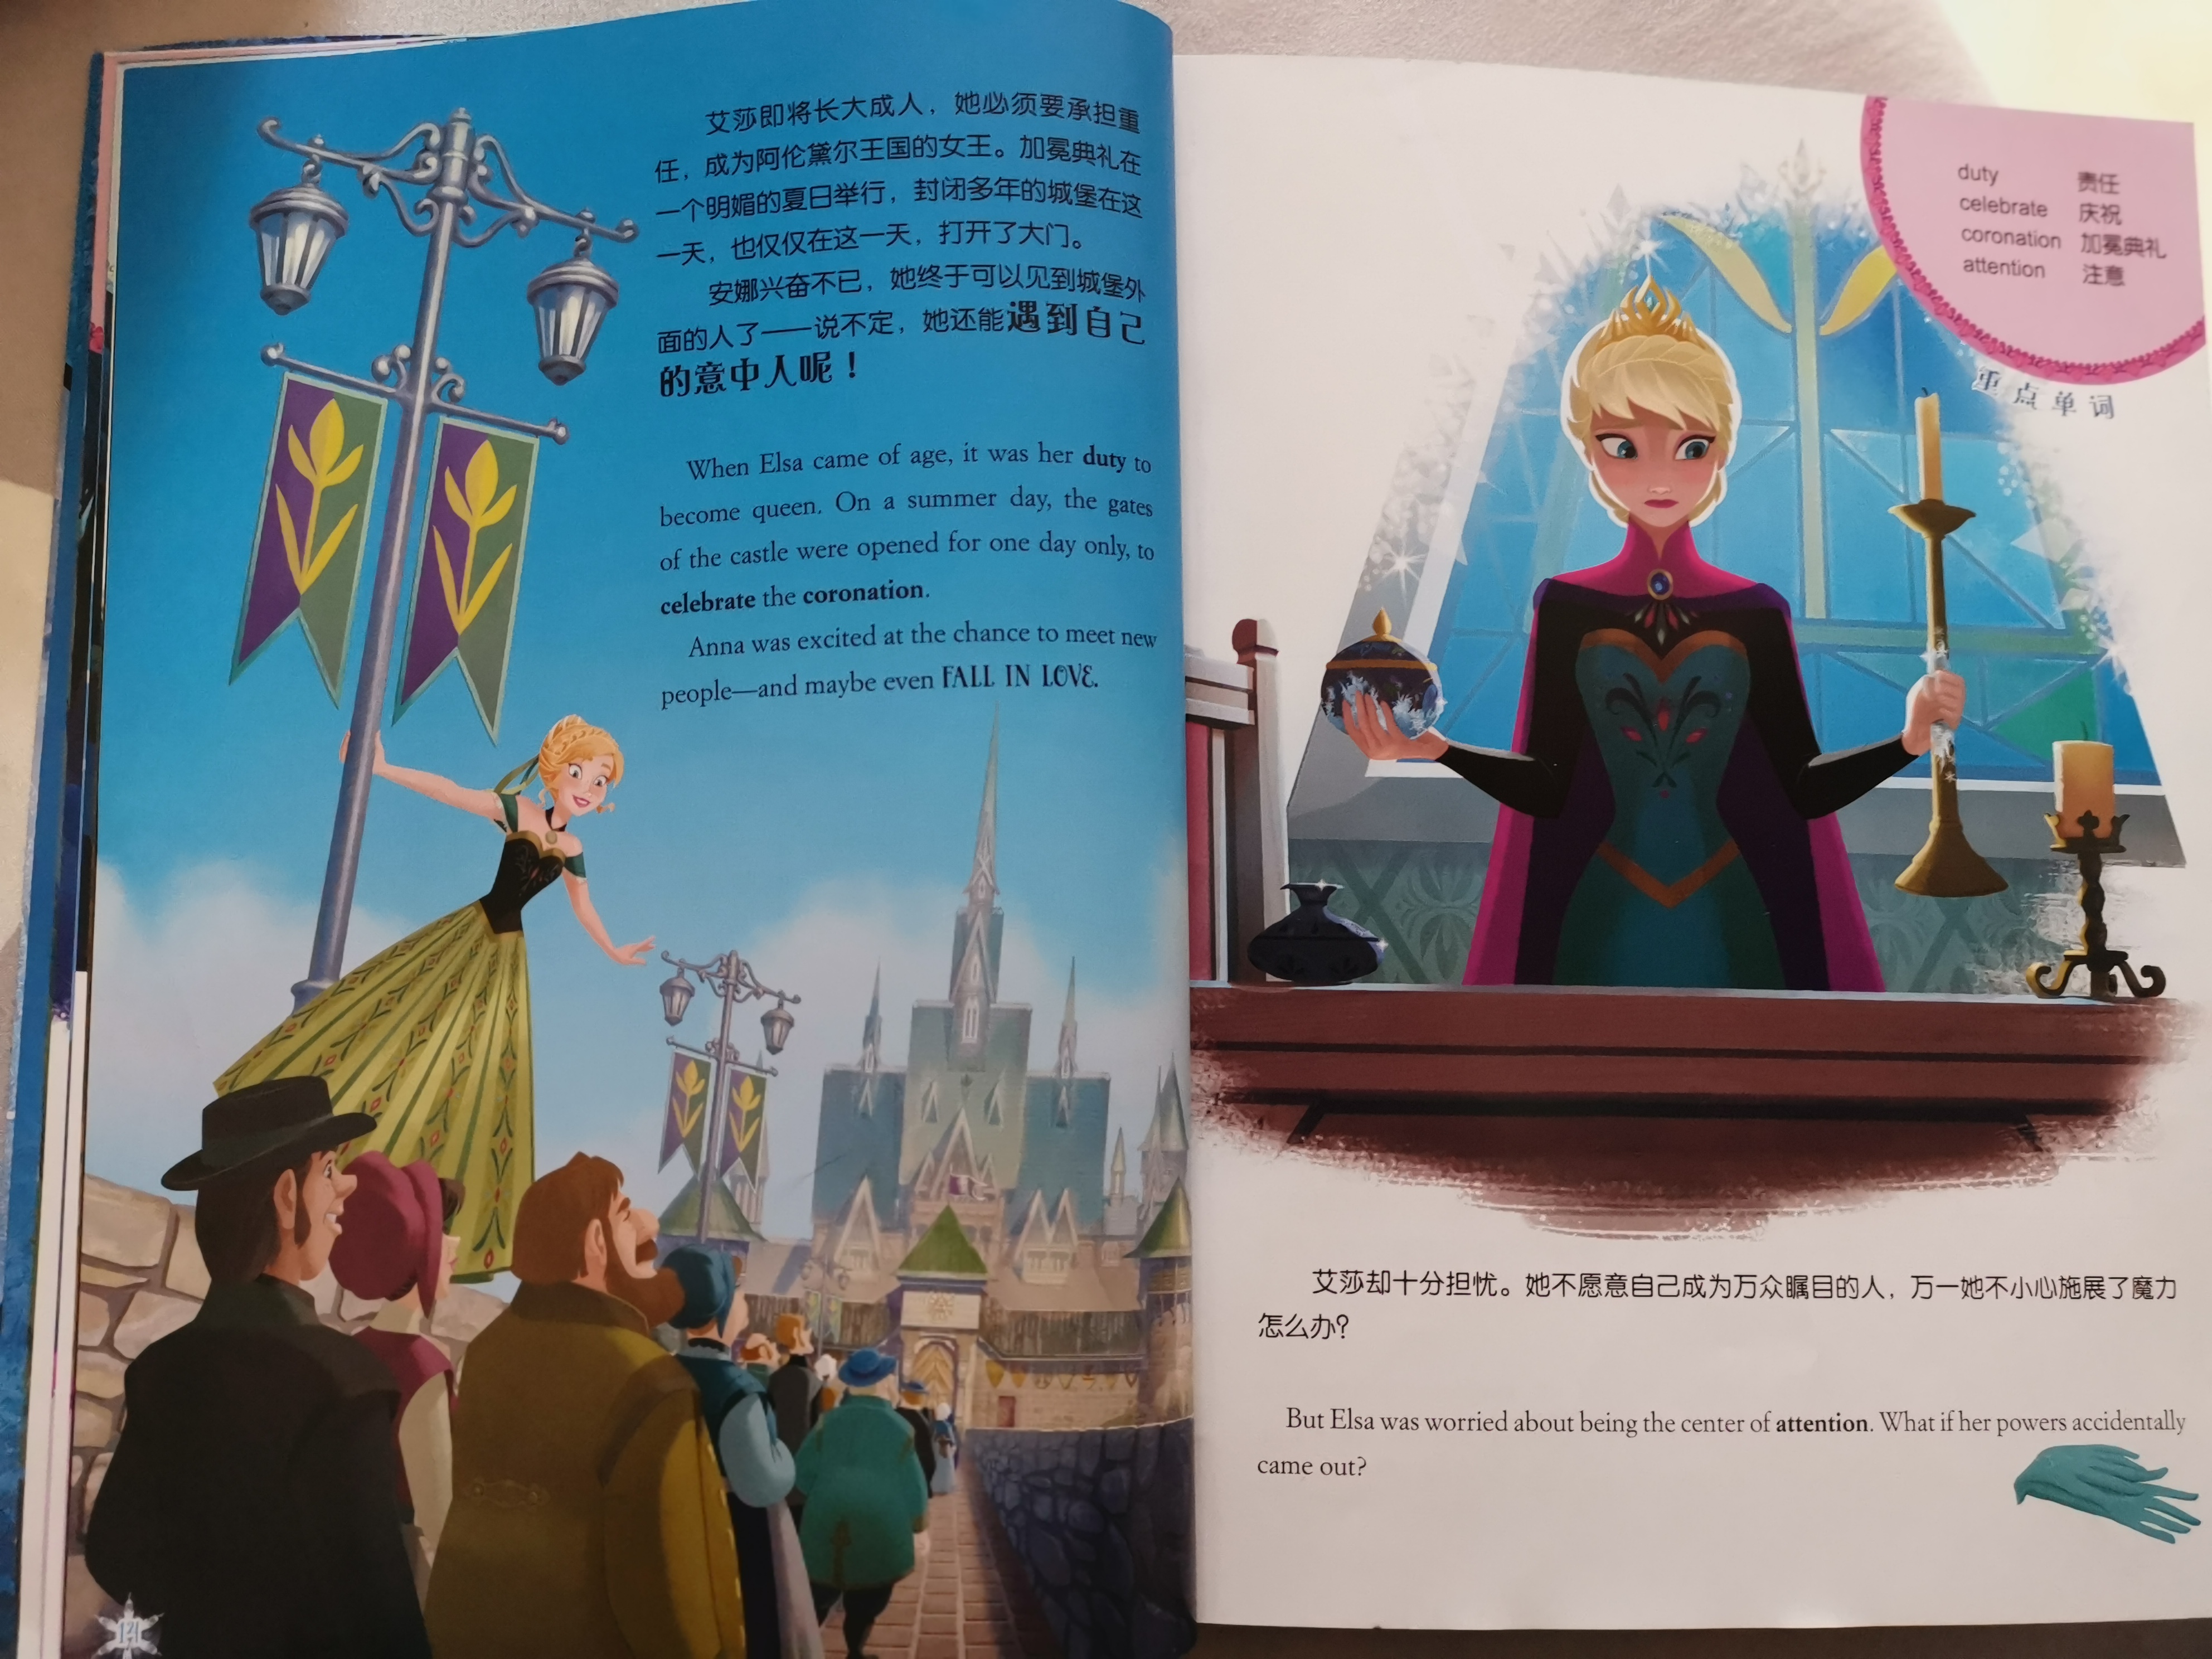 艾莎即将长大成人，她必须要承担重
任，成为阿伦黛尔王国的女王。加冕典礼在
一个明媚的夏日举行，封闭多年的城堡在这
一天，也仅仅在这一天，打开了大门。
安娜兴奋不已，她终于可以见到城堡外
面的人了——说不定，她还能遇到自己
的意中人呢！
When Elsa came of age, it was her duty to
become queen. On a summer day, the gates
of the castle were opened for one day only, to
celebrate the coronation.
Anna was excited at the chance to meet new
people—and maybe even FALL IN LOVE.
duty 责任
celebrate 庆祝
coronation 加冕典礼
attention 注意
重点单词
艾莎却十分担忧。她不愿意自己成为万众瞩目的人，万一她不小心施展了魔力
怎么办？
But Elsa was worried about being the center of attention. What if her powers accidentally
came out?